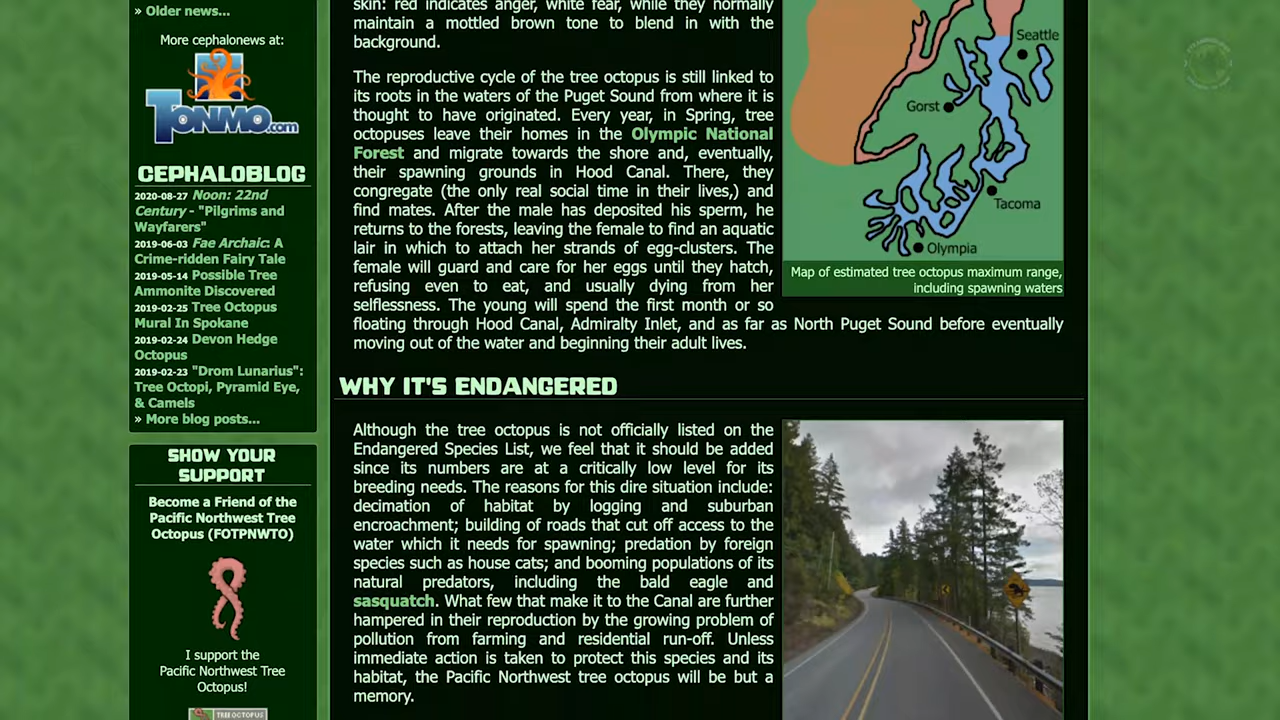 » Older news...
More cephalonews at:
TONMO.com
CEPHALOBLOG
2020-08-27 Noon: 22nd
Century - "Pilgrims and
Wayfarers"
2019-06-03 Fae Archaic: A
Crime-ridden Fairy Tale
2019-05-14 Possible Tree
Ammonite Discovered
2019-02-25 Tree Octopus
Mural In Spokane
2019-02-24 Devon Hedge
Octopus
2019-02-23 "Drom Lunarius":
Tree Octopi, Pyramid Eye,
& Camels
» More blog posts...
SHOW YOUR
SUPPORT
Become a Friend of the
Pacific Northwest Tree
Octopus (FOTPNWTO)
I support the
Pacific Northwest Tree
Octopus!
TREE OCTOPUS
skin: red indicates anger, white fear, while they normally
maintain a mottled brown tone to blend in with the
background.
The reproductive cycle of the tree octopus is still linked to
its roots in the waters of the Puget Sound from where it is
thought to have originated. Every year, in Spring, tree
octopuses leave their homes in the Olympic National
Forest and migrate towards the shore and, eventually,
their spawning grounds in Hood Canal. There, they
congregate (the only real social time in their lives,) and
find mates. After the male has deposited his sperm, he
returns to the forests, leaving the female to find an aquatic
lair in which to attach her strands of egg-clusters. The
female will guard and care for her eggs until they hatch,
refusing even to eat, and usually dying from her
selflessness. The young will spend the first month or so
floating through Hood Canal, Admiralty Inlet, and as far as North Puget Sound before eventually
moving out of the water and beginning their adult lives.
Seattle
Gorst
Tacoma
Olympia
Map of estimated tree octopus maximum range,
including spawning waters
WHY IT'S ENDANGERED
Although the tree octopus is not officially listed on the
Endangered Species List, we feel that it should be added
since its numbers are at a critically low level for its
breeding needs. The reasons for this dire situation include:
decimation of habitat by logging and suburban
encroachment; building of roads that cut off access to the
water which it needs for spawning; predation by foreign
species such as house cats; and booming populations of its
natural predators, including the bald eagle and
sasquatch. What few that make it to the Canal are further
hampered in their reproduction by the growing problem of
pollution from farming and residential run-off. Unless
immediate action is taken to protect this species and its
habitat, the Pacific Northwest tree octopus will be but a
memory.